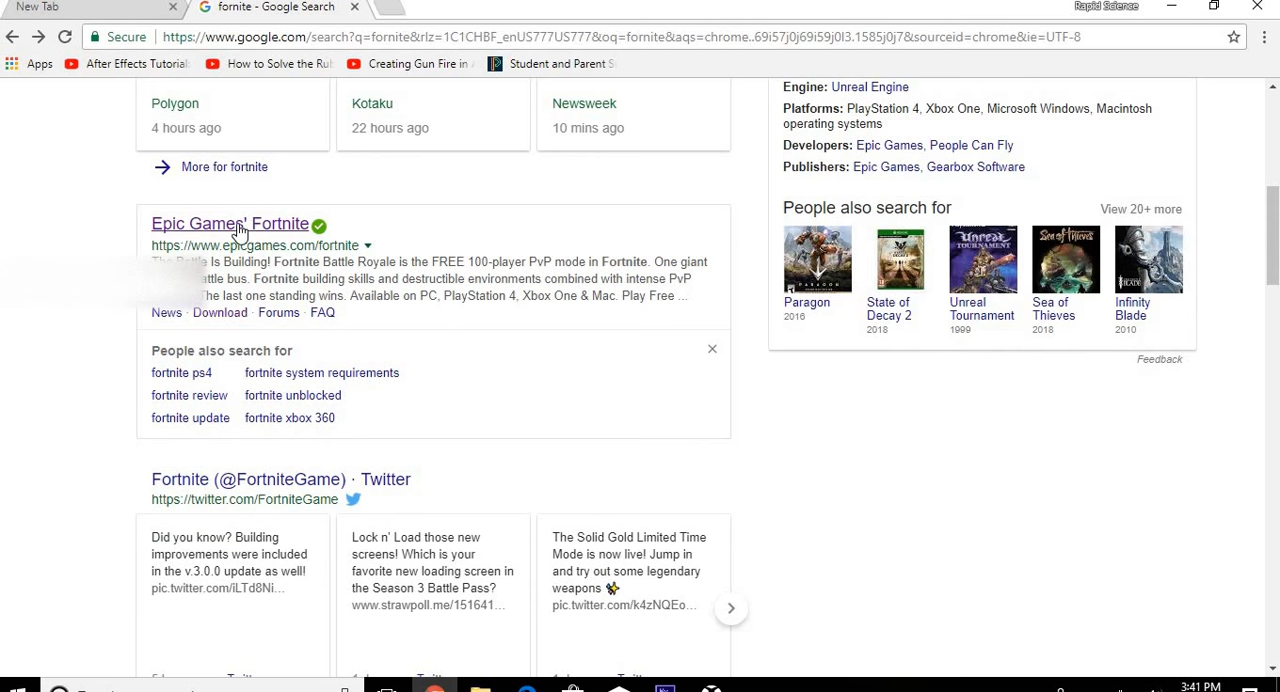 New Tab
fornite - Google Search
Rapid Science
Secure
https://www.google.com/search?q=fornite&rlz=1C1CHBF_enUS777US777&oq=fornite&aqs=chrome..69i57j0j69i59j0l3.1585j0j7&sourceid=chrome&ie=UTF-8
Apps
After Effects Tutorial
How to Solve the Ru
Creating Gun Fire in
Student and Parent S
Polygon
4 hours ago
Kotaku
22 hours ago
Newsweek
10 mins ago
More for fortnite
Epic Games' Fortnite
https://www.epicgames.com/fortnite
The Battle Is Building! Fortnite Battle Royale is the FREE 100-player PvP mode in Fortnite. One giant
attle bus. Fortnite building skills and destructible environments combined with intense PvP
The last one standing wins. Available on PC, PlayStation 4, Xbox One & Mac. Play Free ...
News · Download · Forums · FAQ
People also search for
fortnite ps4
fortnite system requirements
fortnite review
fortnite unblocked
fortnite update
fortnite xbox 360
Fortnite (@FortniteGame) · Twitter
https://twitter.com/FortniteGame
Did you know? Building
improvements were included
in the v.3.0.0 update as well!
pic.twitter.com/iLTd8Ni...
Lock n' Load those new
screens! Which is your
favorite new loading screen in
the Season 3 Battle Pass?
www.strawpoll.me/151641...
The Solid Gold Limited Time
Mode is now live! Jump in
and try out some legendary
weapons
pic.twitter.com/k4zNQEo...
Engine: Unreal Engine
Platforms: PlayStation 4, Xbox One, Microsoft Windows, Macintosh
operating systems
Developers: Epic Games, People Can Fly
Publishers: Epic Games, Gearbox Software
People also search for
View 20+ more
Paragon
2016
State of
Decay 2
2018
Unreal
Tournament
1999
Sea of
Thieves
2018
Infinity
Blade
2010
Feedback
3:41 PM